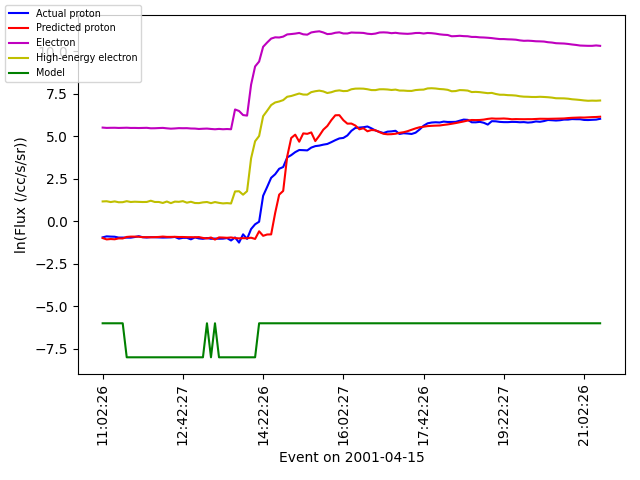 Actual proton
Predicted proton
Electron
High-energy electron
Model
10.0
7.5
5.0
2.5
0.0
−2.5
−5.0
−7.5
ln(Flux (/cc/s/sr))
11:02:26
12:42:27
14:22:26
16:02:27
17:42:26
19:22:27
21:02:26
Event on 2001-04-15